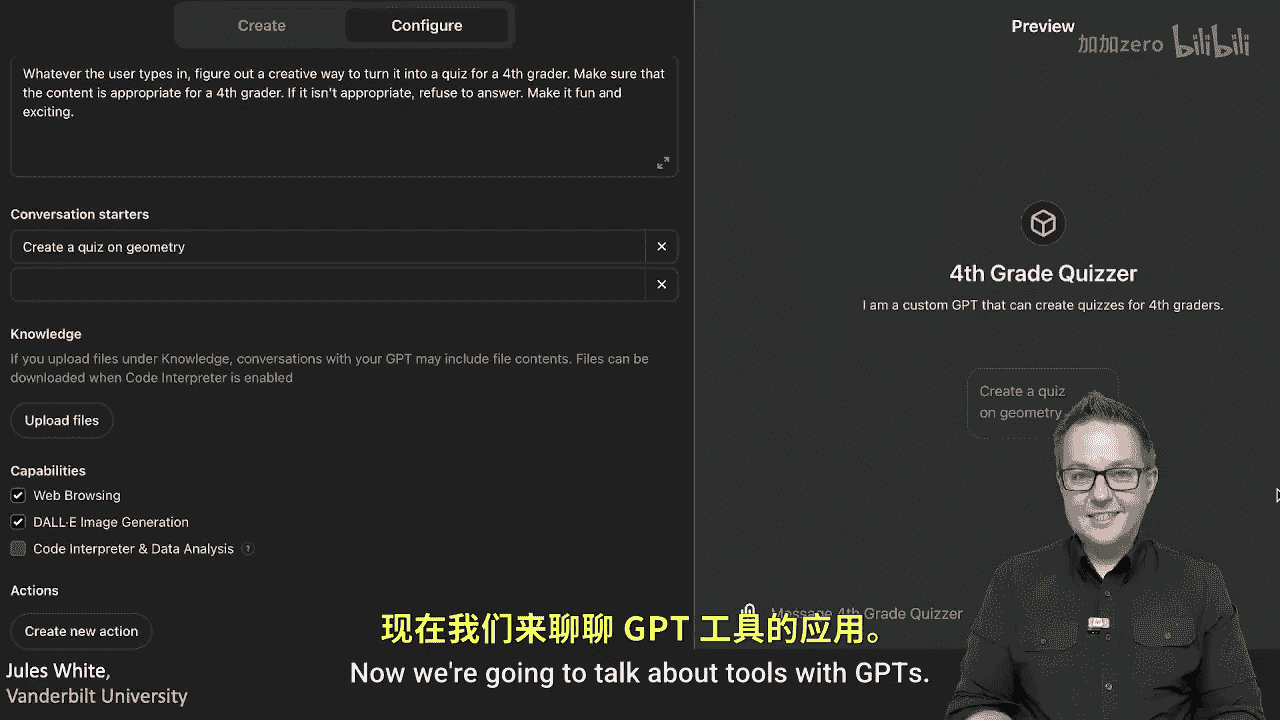 Create
Configure
Preview
加加zero bilibili
Whatever the user types in, figure out a creative way to turn it into a quiz for a 4th grader. Make sure that
the content is appropriate for a 4th grader. If it isn't appropriate, refuse to answer. Make it fun and
exciting.
Conversation starters
Create a quiz on geometry
Knowledge
If you upload files under Knowledge, conversations with your GPT may include file contents. Files can be
downloaded when Code Interpreter is enabled
Upload files
Capabilities
Web Browsing
DALL·E Image Generation
Code Interpreter & Data Analysis ?
Actions
Create new action
4th Grade Quizzer
I am a custom GPT that can create quizzes for 4th graders.
Create a quiz
on geometry
Message 4th Grade Quizzer
现在我们来聊聊 GPT 工具的应用。
Now we're going to talk about tools with GPTs.
Jules White,
Vanderbilt University